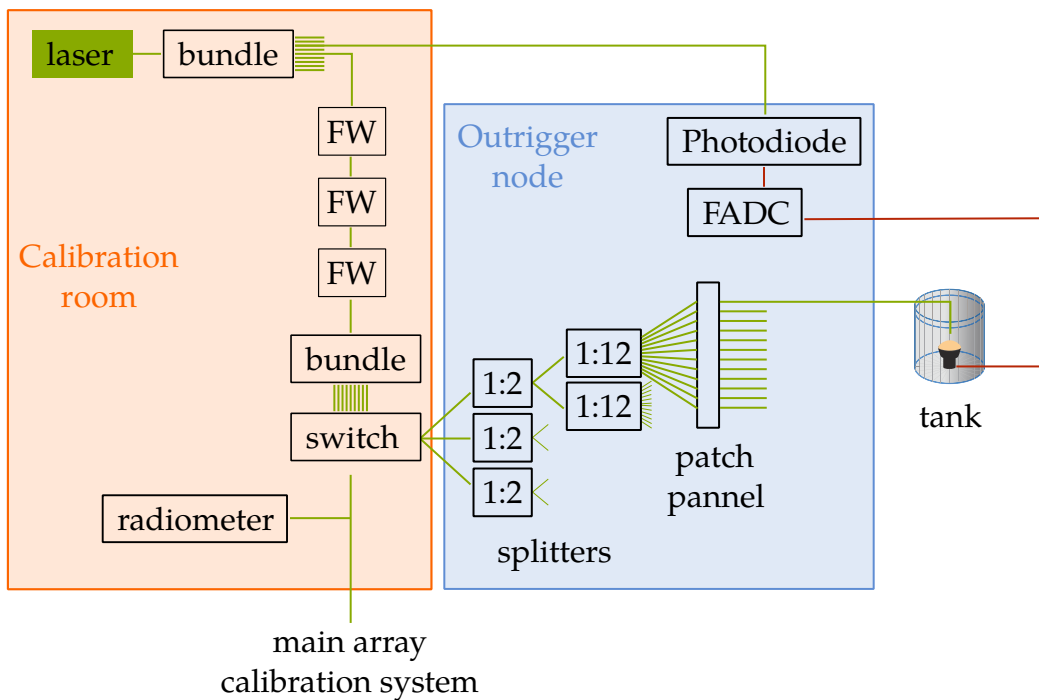 laser
bundle
FW
FW
FW
Calibration
room
bundle
switch
radiometer
main array
calibration system
Outrigger
node
Photodiode
FADC
1:2
1:2
1:2
1:12
1:12
splitters
patch
pannel
tank